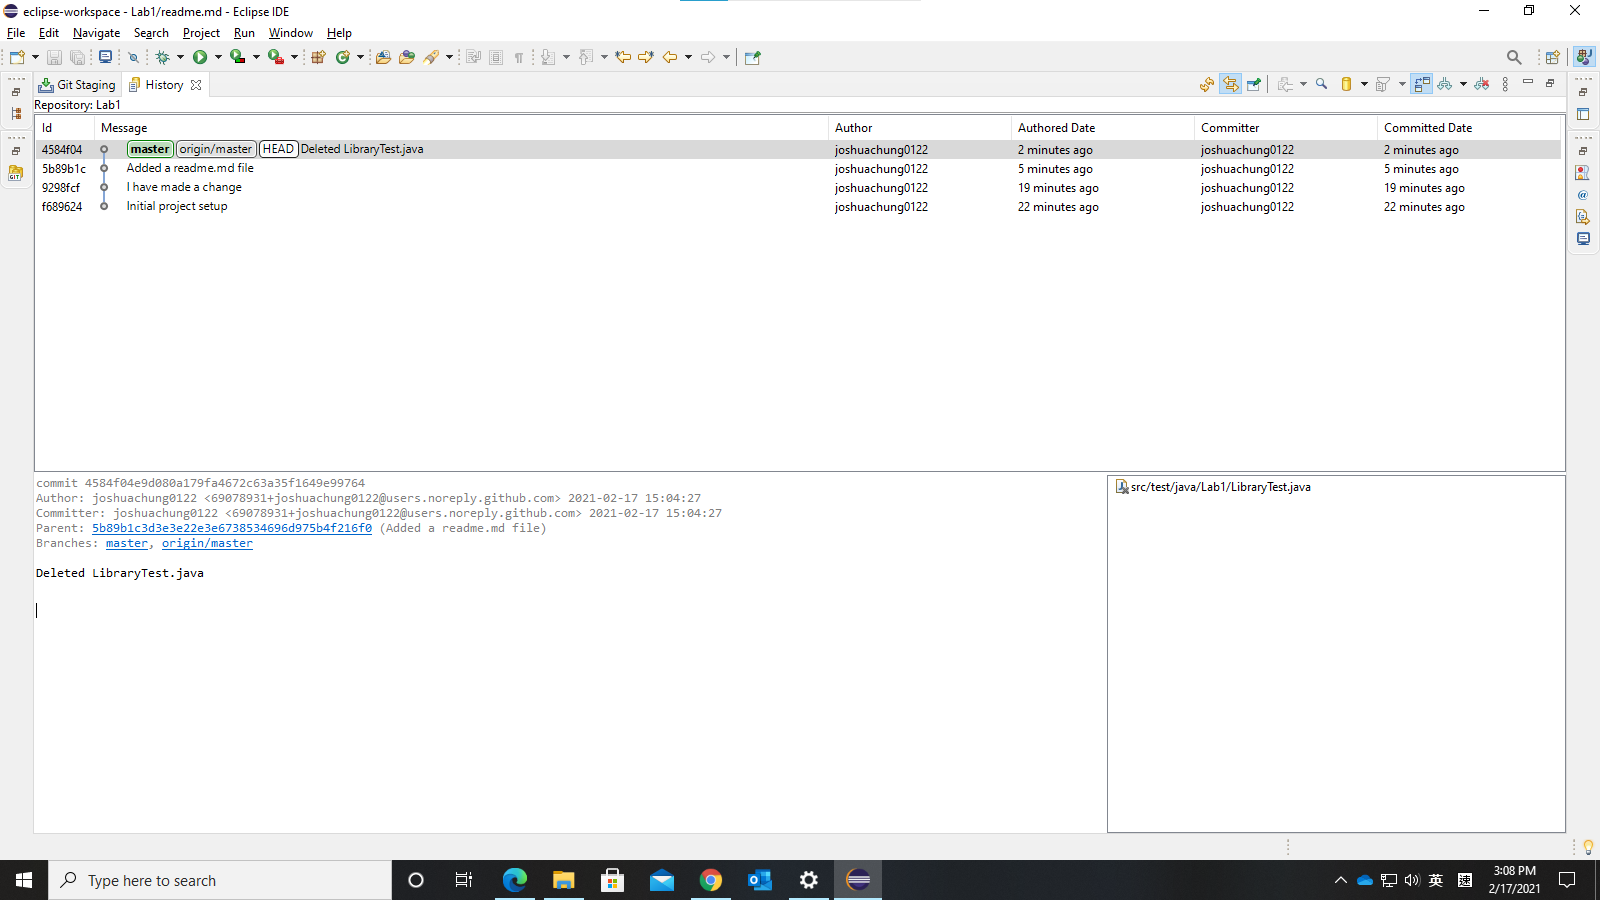 eclipse-workspace - Lab1/readme.md - Eclipse IDE
File Edit Navigate Search Project Run Window Help
Git Staging History
Repository: Lab1
Id Message Author Authored Date Committer Committed Date
4584f04 master origin/master HEAD Deleted LibraryTest.java joshuachung0122 2 minutes ago joshuachung0122 2 minutes ago
5b89b1c Added a readme.md file joshuachung0122 5 minutes ago joshuachung0122 5 minutes ago
9298fcf I have made a change joshuachung0122 19 minutes ago joshuachung0122 19 minutes ago
f689624 Initial project setup joshuachung0122 22 minutes ago joshuachung0122 22 minutes ago
commit 4584f04e9d080a179fa4672c63a35f1649e99764
Author: joshuachung0122 <69078931+joshuachung0122@users.noreply.github.com> 2021-02-17 15:04:27
Committer: joshuachung0122 <69078931+joshuachung0122@users.noreply.github.com> 2021-02-17 15:04:27
Parent: 5b89b1c3d3e3e22e3e6738534696d975b4f216f0 (Added a readme.md file)
Branches: master, origin/master
Deleted LibraryTest.java
src/test/java/Lab1/LibraryTest.java
Type here to search
英 速
3:08 PM
2/17/2021